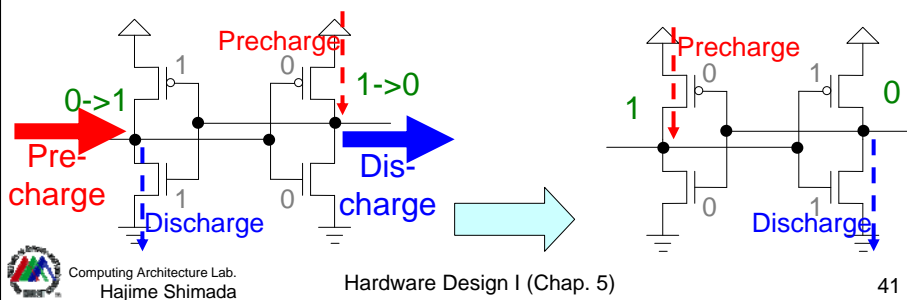 Precharge
1
0
0->1
1->0
Pre-
charge
Dis-
charge
1
0
Discharge
Precharge
0
1
1
0
0
1
Discharge
Computing Architecture Lab.
Hajime Shimada
Hardware Design I (Chap. 5)
41